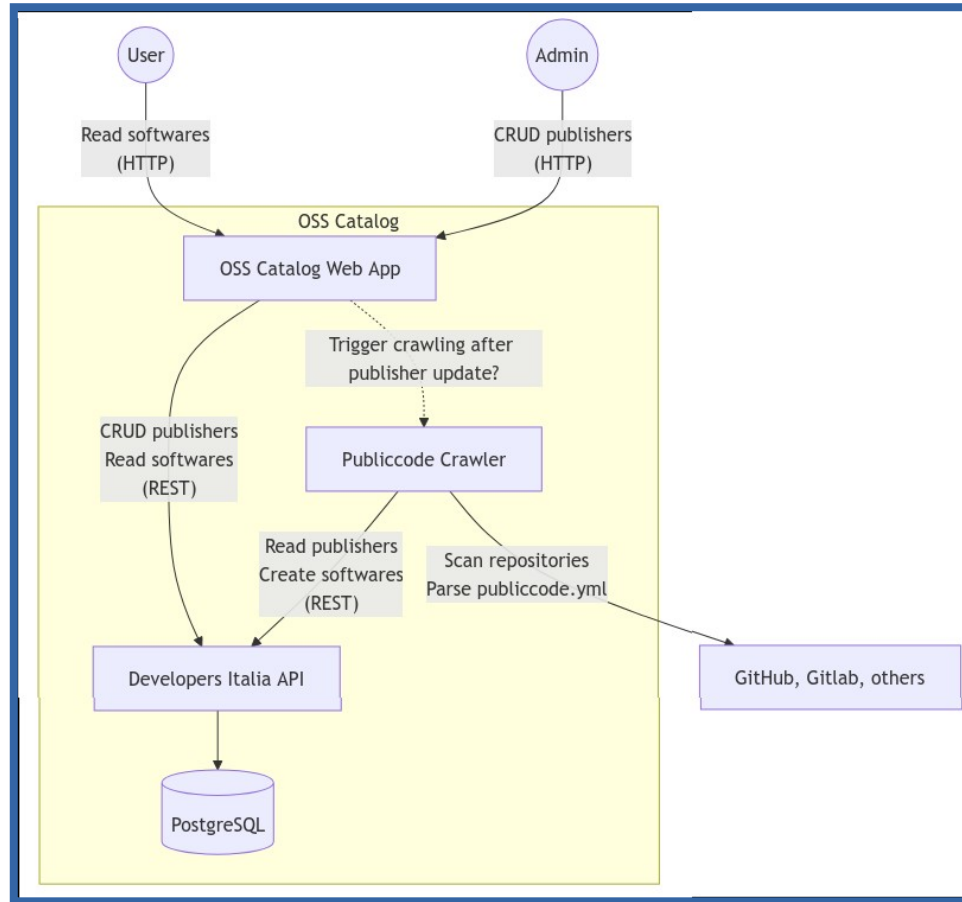 User
Admin
Read softwares
(HTTP)
CRUD publishers
(HTTP)
OSS Catalog
OSS Catalog Web App
Trigger crawling after
publisher update?
CRUD publishers
Read softwares
(REST)
Publiccode Crawler
Read publishers
Create softwares
(REST)
Scan repositories
Parse publiccode.yml
Developers Italia API
GitHub, Gitlab, others
PostgreSQL